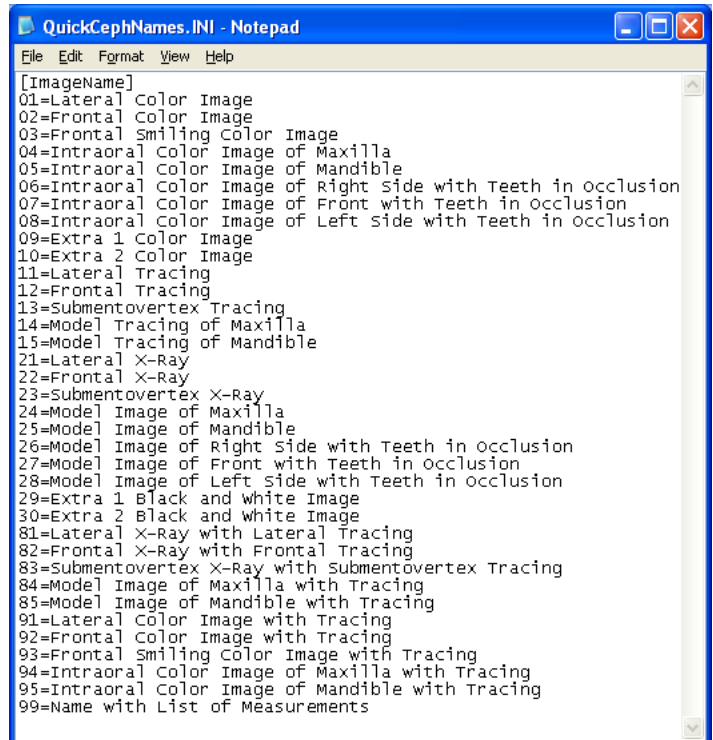 QuickCephNames.INI - Notepad
File Edit Format View Help
[ImageName]
01=Lateral Color Image
02=Frontal Color Image
03=Frontal Smiling Color Image
04=Intraoral Color Image of Maxilla
05=Intraoral Color Image of Mandible
06=Intraoral Color Image of Right Side with Teeth in Occlusion
07=Intraoral Color Image of Front with Teeth in Occlusion
08=Intraoral Color Image of Left Side with Teeth in Occlusion
09=Extra 1 Color Image
10=Extra 2 Color Image
11=Lateral Tracing
12=Frontal Tracing
13=Submentovertex Tracing
14=Model Tracing of Maxilla
15=Model Tracing of Mandible
21=Lateral X-Ray
22=Frontal X-Ray
23=Submentovertex X-Ray
24=Model Image of Maxilla
25=Model Image of Mandible
26=Model Image of Right Side with Teeth in Occlusion
27=Model Image of Front with Teeth in Occlusion
28=Model Image of Left Side with Teeth in Occlusion
29=Extra 1 Black and White Image
30=Extra 2 Black and White Image
81=Lateral X-Ray with Lateral Tracing
82=Frontal X-Ray with Frontal Tracing
83=Submentovertex X-Ray with Submentovertex Tracing
84=Model Image of Maxilla with Tracing
85=Model Image of Mandible with Tracing
91=Lateral Color Image with Tracing
92=Frontal Color Image with Tracing
93=Frontal Smiling Color Image with Tracing
94=Intraoral Color Image of Maxilla with Tracing
95=Intraoral Color Image of Mandible with Tracing
99=Name with List of Measurements